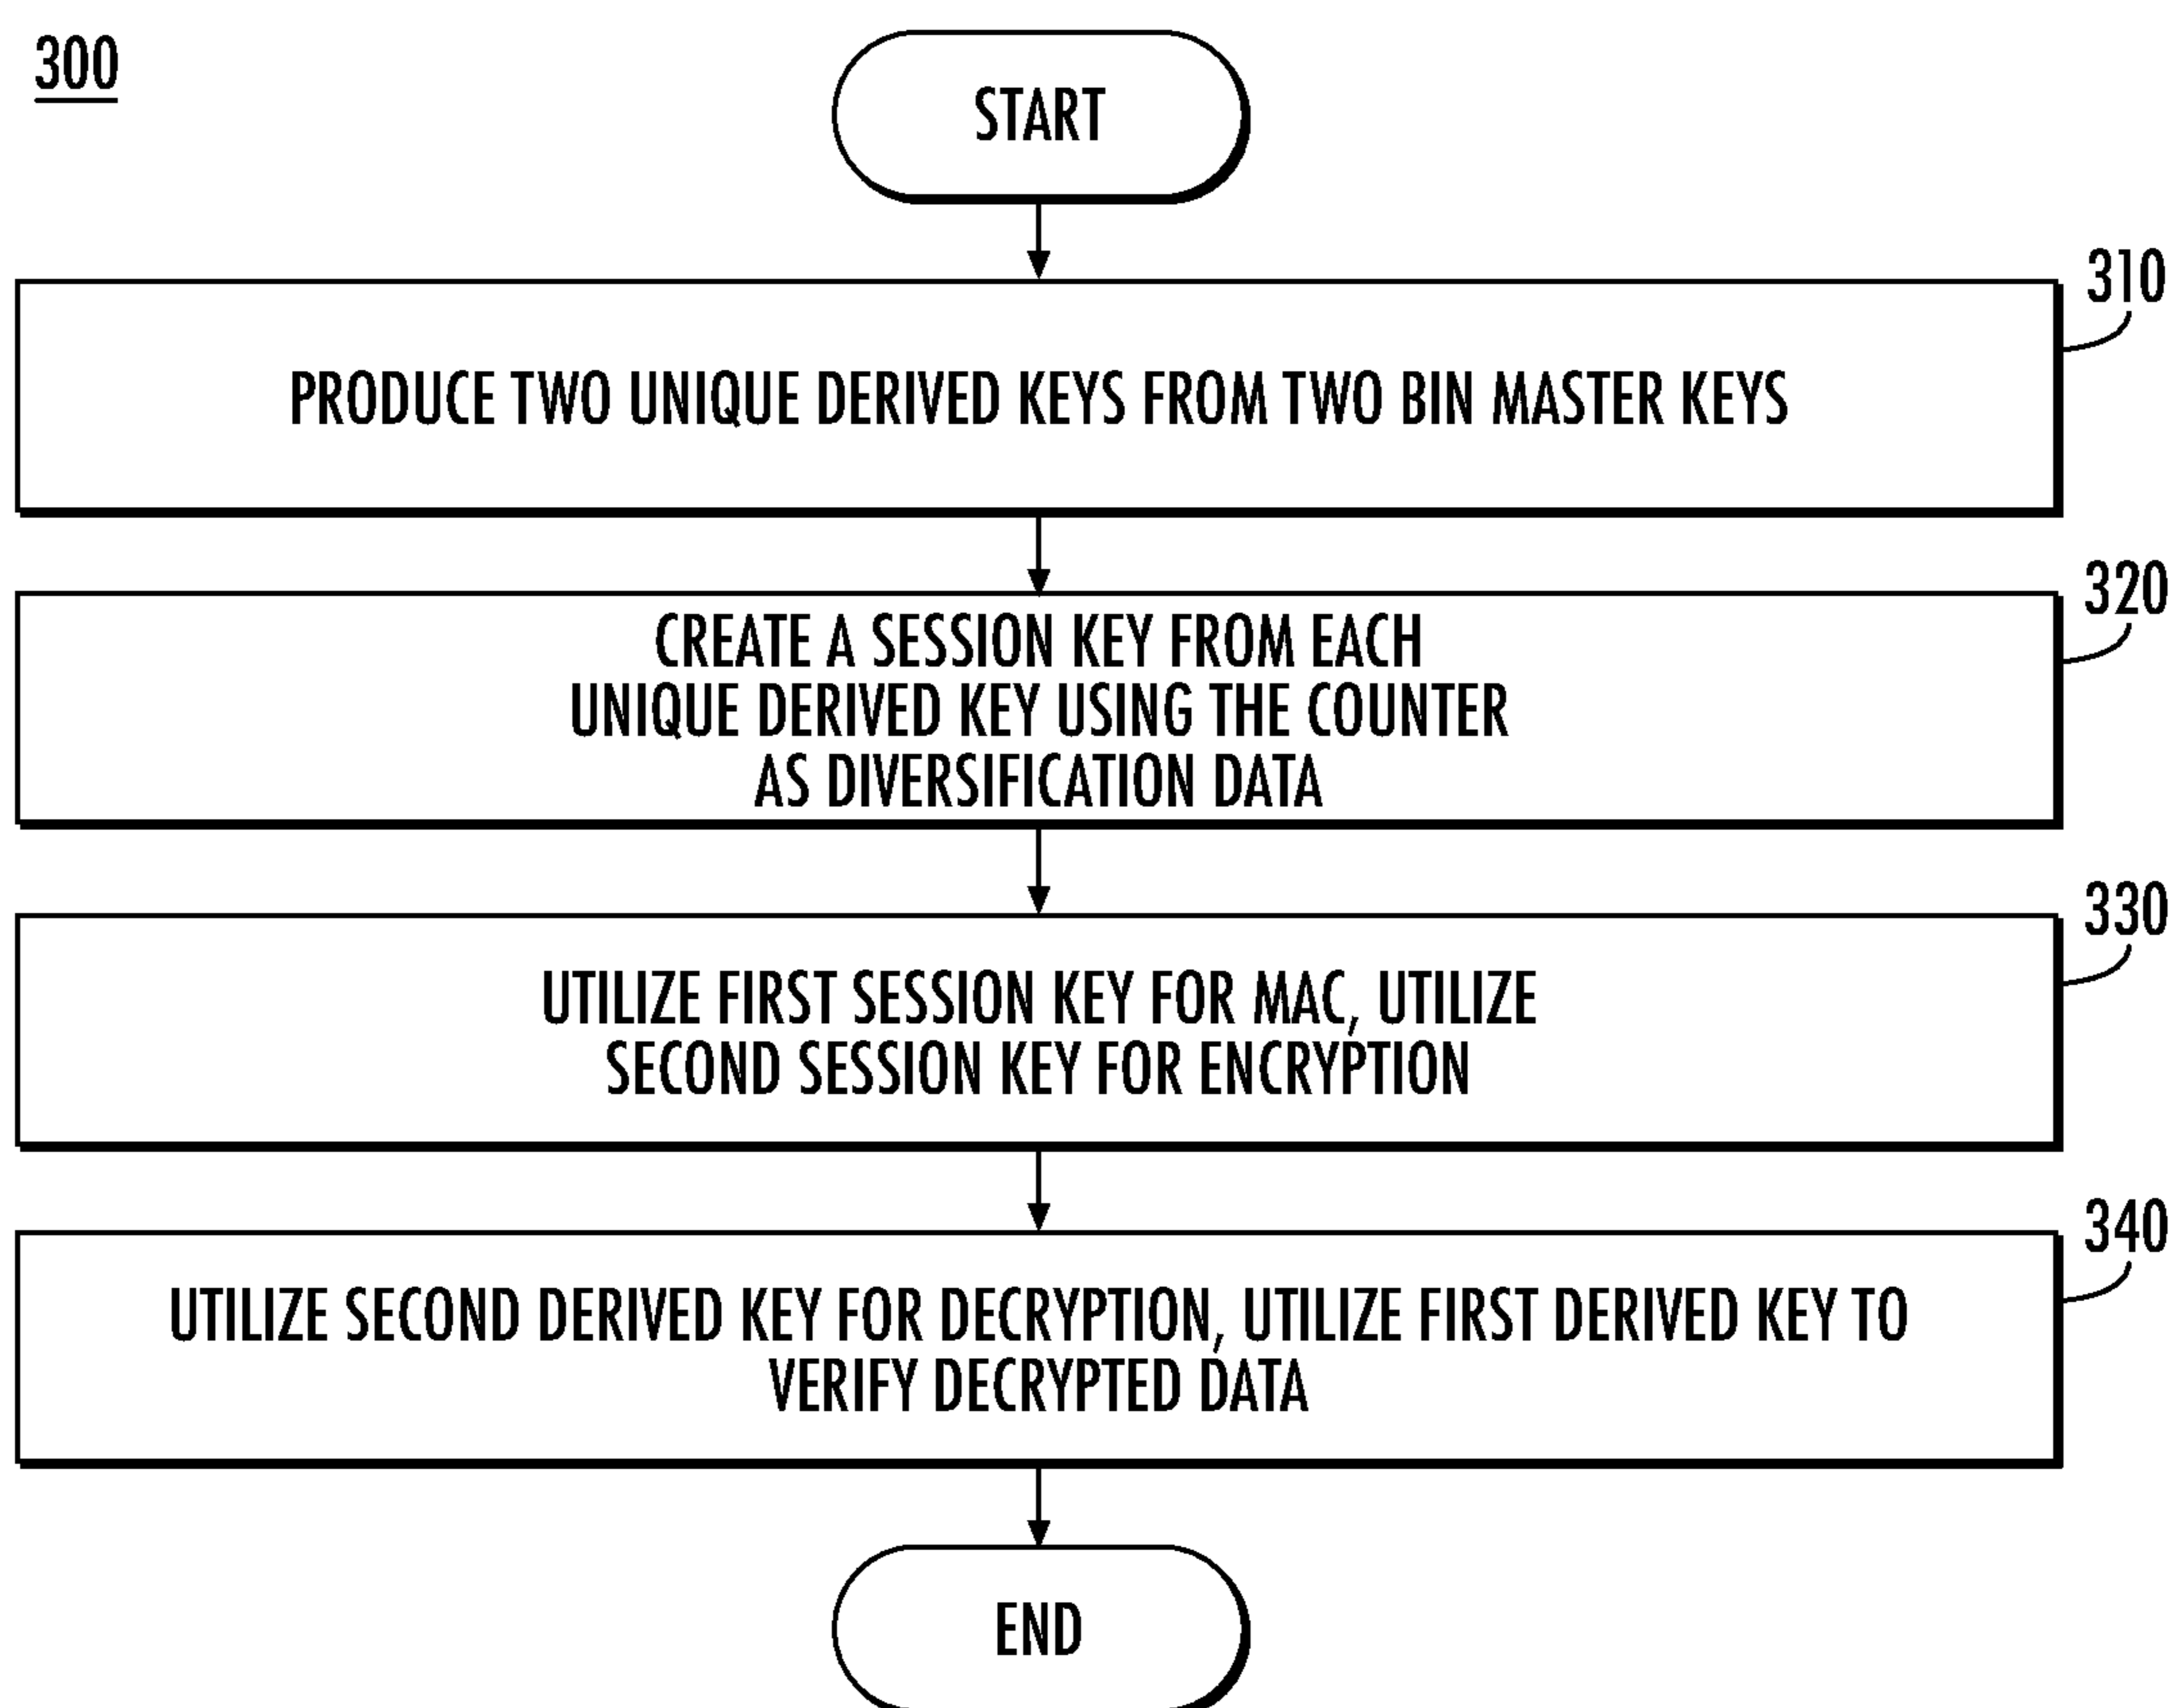 300
START
310
PRODUCE TWO UNIQUE DERIVED KEYS FROM TWO BIN MASTER KEYS
320
CREATE A SESSION KEY FROM EACH
UNIQUE DERIVED KEY USING THE COUNTER
AS DIVERSIFICATION DATA
330
UTILIZE FIRST SESSION KEY FOR MAC, UTILIZE
SECOND SESSION KEY FOR ENCRYPTION
340
UTILIZE SECOND DERIVED KEY FOR DECRYPTION, UTILIZE FIRST DERIVED KEY TO
VERIFY DECRYPTED DATA
END